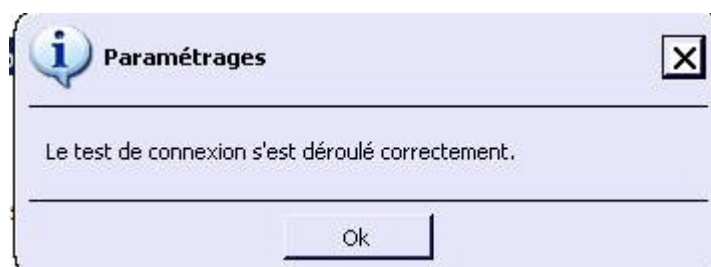 Paramétrages
Le test de connexion s'est déroulé correctement.
Ok